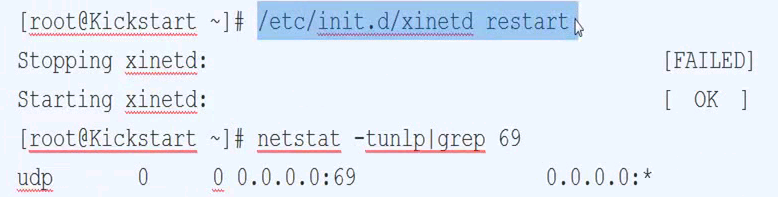 [root@Kickstart ~]# /etc/init.d/xinetd restart
Stopping xinetd: [FAILED]
Starting xinetd: [ OK ]
[root@Kickstart ~]# netstat -tunlp|grep 69
udp 0 0 0.0.0.0:69 0.0.0.0:*